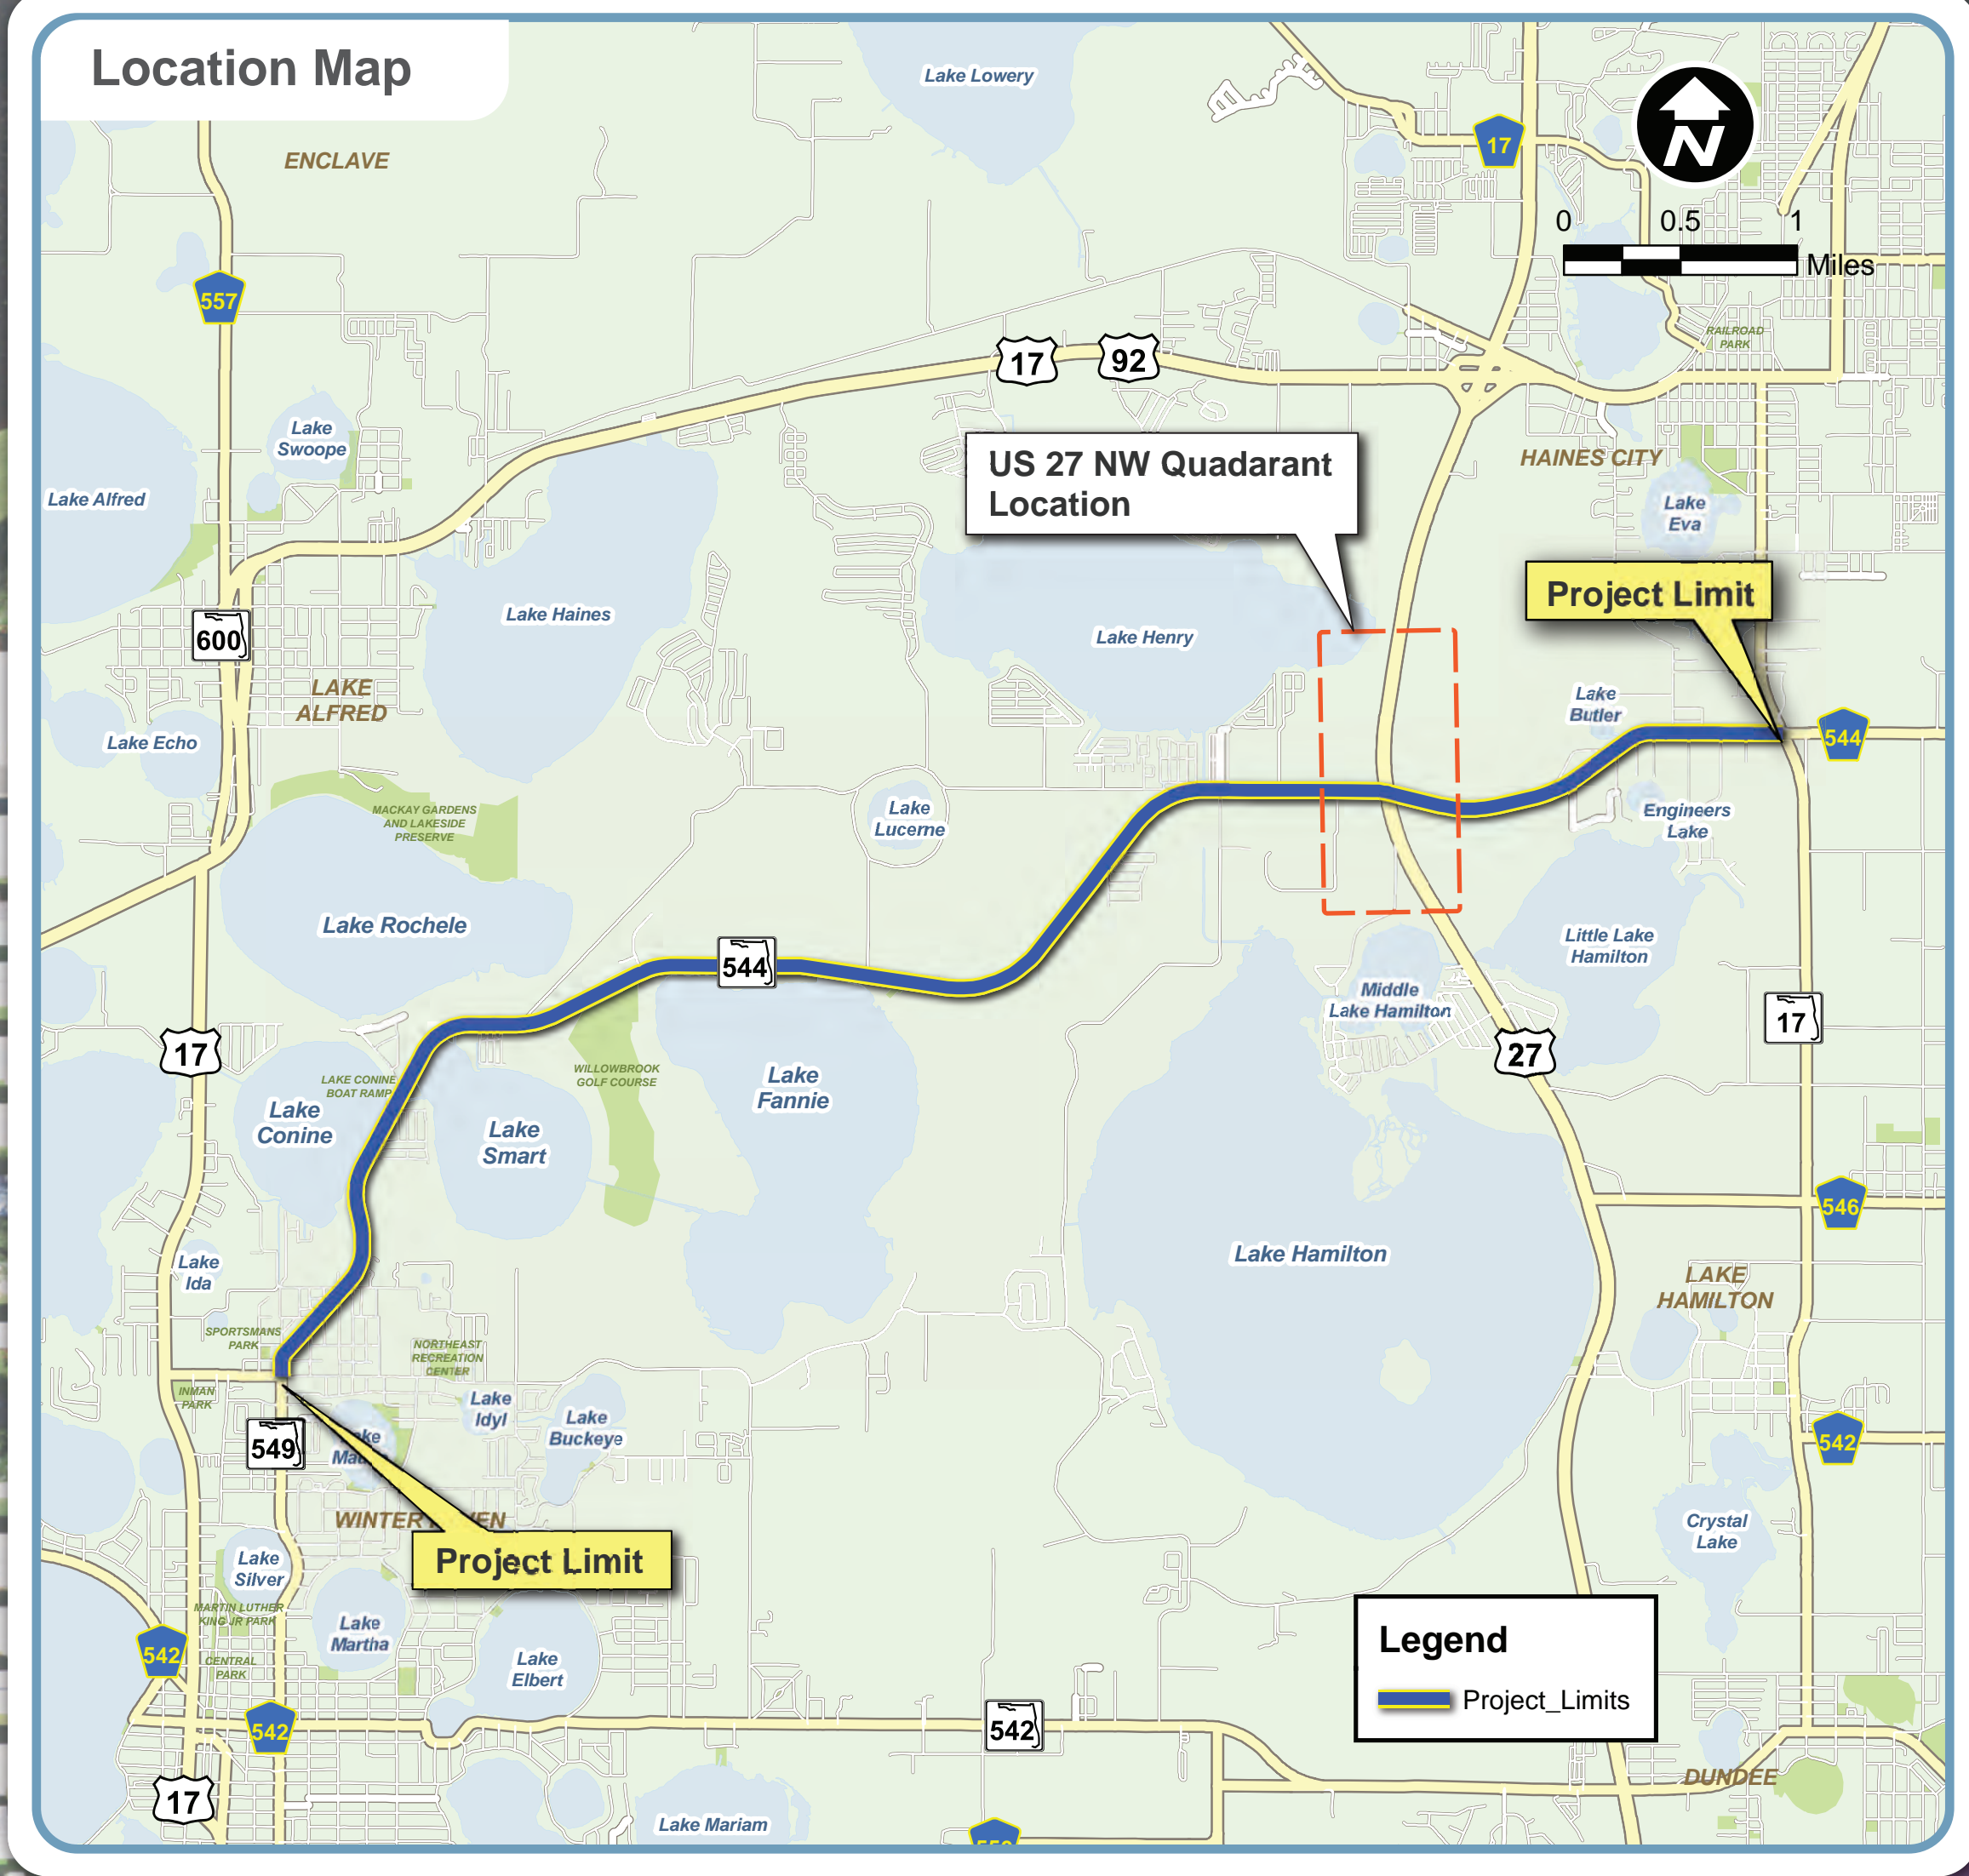 Location Map
Lake Lowery
ENCLAVE
17
N
0 0.5 1
Miles
557
RAILROAD
PARK
17
92
Lake
Swoope
HAINES CITY
US 27 NW Quadarant
Location
Lake Alfred
Lake
Eva
Project Limit
Lake Haines
600
Lake Henry
LAKE
ALFRED
Lake
Butler
Lake Echo
544
MACKAY GARDENS
AND LAKESIDE
PRESERVE
Lake
Lucerne
Engineers
Lake
Lake Rochele
Little Lake
Hamilton
544
Middle
Lake Hamilton
17
17
27
WILLOWBROOK
GOLF COURSE
Lake
Fannie
LAKE CONINE
BOAT RAMP
Lake
Conine
Lake
Smart
546
Lake Hamilton
Lake
Ida
LAKE
HAMILTON
SPORTSMANS
PARK
NORTHEAST
RECREATION
CENTER
INMAN
PARK
Lake
Idyl
Lake
Buckeye
549
542
WINTER
Project Limit
Crystal
Lake
Lake
Silver
MARTIN LUTHER
KING JR PARK
Lake
Martha
CENTRAL
PARK
Lake
Elbert
542
Legend
Project_Limits
542
542
DUNDEE
17
Lake Mariam